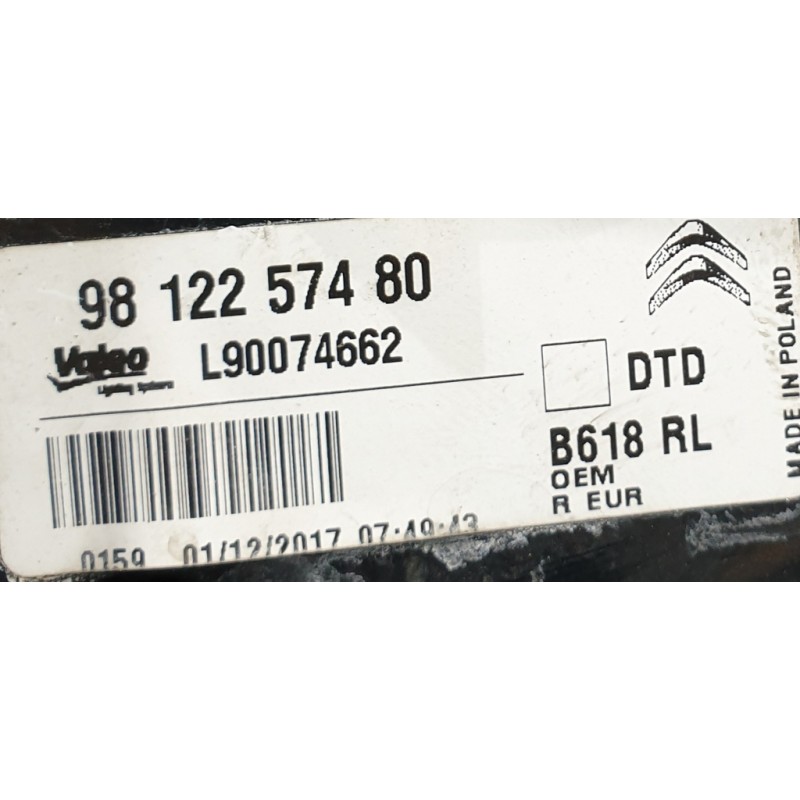 98 122 574 80
Valeo L90074662
Lighting Systems
DTD
B618 RL
OEM
R EUR
0159 01/12/2017 07:49:43
MADE IN POLAND